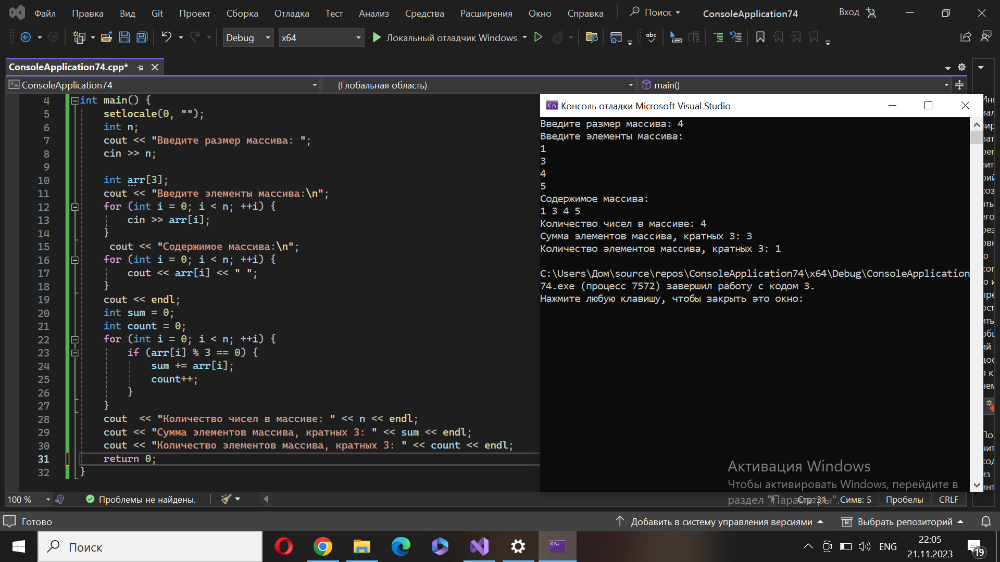 Файл Правка Вид Git Проект Сборка Отладка Тест Анализ Средства Расширения Окно Справка Поиск ConsoleApplication74 Вход
Debug x64 Локальный отладчик Windows abc
ConsoleApplication74.cpp*
ConsoleApplication74 (Глобальная область) main()
4 int main() {
5 setlocale(0, "");
6 int n;
7 cout << "Введите размер массива: ";
8 cin >> n;
9
10 int arr[3];
11 cout << "Введите элементы массива:\n";
12 for (int i = 0; i < n; ++i) {
13 cin >> arr[i];
14 }
15 cout << "Содержимое массива:\n";
16 for (int i = 0; i < n; ++i) {
17 cout << arr[i] << " ";
18 }
19 cout << endl;
20 int sum = 0;
21 int count = 0;
22 for (int i = 0; i < n; ++i) {
23 if (arr[i] % 3 == 0) {
24 sum += arr[i];
25 count++;
26 }
27 }
28 cout  << "Количество чисел в массиве: " << n << endl;
29 cout << "Сумма элементов массива, кратных 3: " << sum << endl;
30 cout << "Количество элементов массива, кратных 3: " << count << endl;
31 return 0;
32 }
Консоль отладки Microsoft Visual Studio
Введите размер массива: 4
Введите элементы массива:
1
3
4
5
Содержимое массива:
1 3 4 5
Количество чисел в массиве: 4
Сумма элементов массива, кратных 3: 3
Количество элементов массива, кратных 3: 1
C:\Users\Дом\source\repos\ConsoleApplication74\x64\Debug\ConsoleApplication
74.exe (процесс 7572) завершил работу с кодом 3.
Нажмите любую клавишу, чтобы закрыть это окно:
Активация Windows
Чтобы активировать Windows, перейдите в
раздел "Параметры".
100 % Проблемы не найдены. Стр: 31 Симв: 5 Пробелы CRLF
Готово Добавить в систему управления версиями Выбрать репозиторий
Поиск ENG 22:05
21.11.2023 19